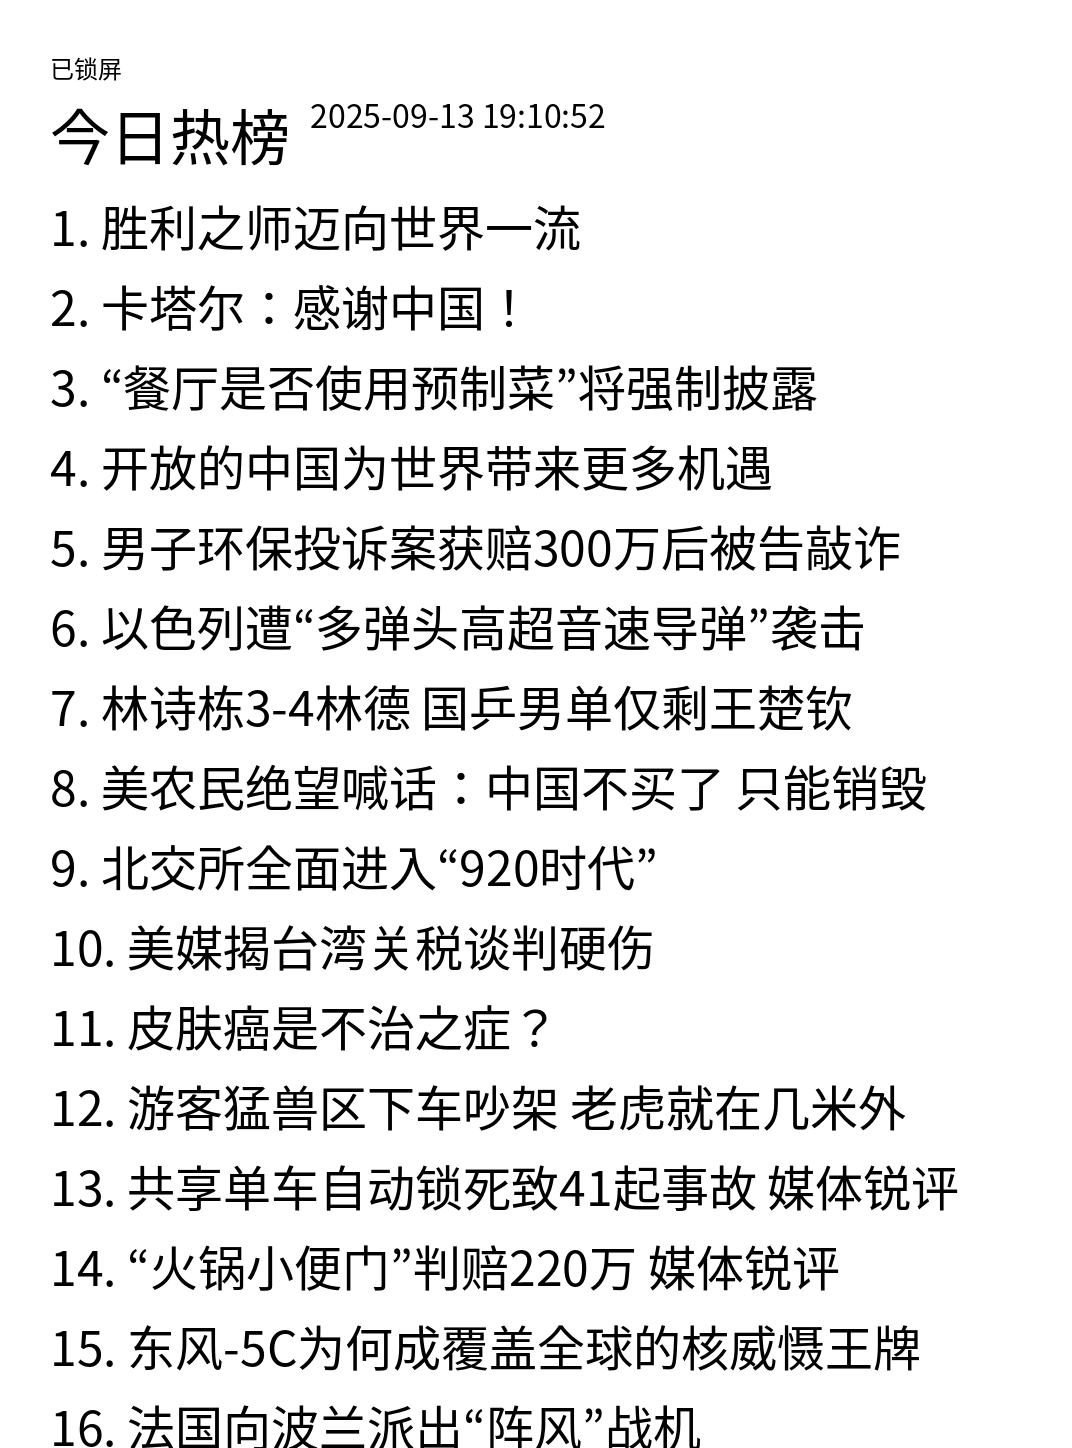 已锁屏
今日热榜 2025-09-13 19:10:52
1. 胜利之师迈向世界一流
2. 卡塔尔：感谢中国！
3. “餐厅是否使用预制菜”将强制披露
4. 开放的中国为世界带来更多机遇
5. 男子环保投诉案获赔300万后被告敲诈
6. 以色列遭“多弹头高超音速导弹”袭击
7. 林诗栋3-4林德 国乒男单仅剩王楚钦
8. 美农民绝望喊话：中国不买了 只能销毁
9. 北交所全面进入“920时代”
10. 美媒揭台湾关税谈判硬伤
11. 皮肤癌是不治之症？
12. 游客猛兽区下车吵架 老虎就在几米外
13. 共享单车自动锁死致41起事故 媒体锐评
14. “火锅小便门”判赔220万 媒体锐评
15. 东风-5C为何成覆盖全球的核威慑王牌
16. 法国向波兰派出“阵风”战机